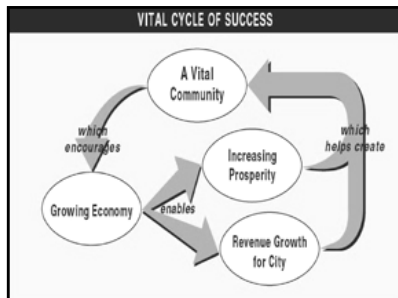 VITAL CYCLE OF SUCCESS
A Vital
Community
which
encourages
which
helps create
Increasing
Prosperity
Growing Economy
enables
Revenue Growth
for City